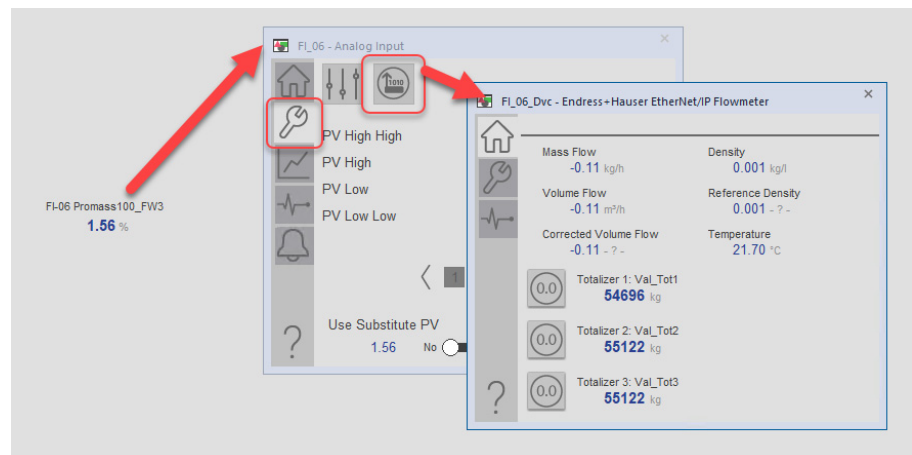 FI-06 Promass100_FW3
1.56 %
FI_06 - Analog Input
1010
PV High High
PV High
PV Low
PV Low Low
1
Use Substitute PV
1.56 No
?
FI_06_Dvc - Endress+Hauser EtherNet/IP Flowmeter
Mass Flow
-0.11 kg/h
Density
0.001 kg/l
Volume Flow
-0.11 m³/h
Reference Density
0.001 - ? -
Corrected Volume Flow
-0.11 - ? -
Temperature
21.70 °C
0.0
Totalizer 1: Val_Tot1
54696 kg
0.0
Totalizer 2: Val_Tot2
55122 kg
0.0
Totalizer 3: Val_Tot3
55122 kg
?